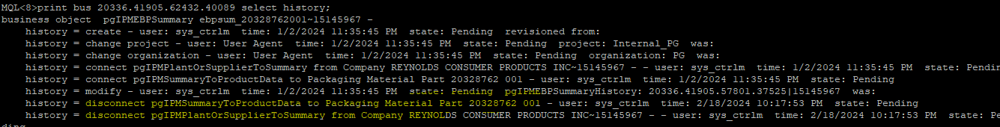 MQL<8>print bus 20336.41905.62432.40089 select history;
business object  pgIPMEBPSummary ebpsum_20328762001~15145967 -
history = create - user: sys_ctrlm  time: 1/2/2024 11:35:45 PM  state: Pending  revisioned from:
history = change project - user: User Agent  time: 1/2/2024 11:35:45 PM  state: Pending  project: Internal_PG  was:
history = change organization - user: User Agent  time: 1/2/2024 11:35:45 PM  state: Pending  organization: PG  was:
history = connect pgIPMPlantOrSupplierToSummary from Company REYNOLDS CONSUMER PRODUCTS INC~15145967 - - user: sys_ctrlm  time: 1/2/2024 11:35:45 PM  state: Pendin
history = connect pgIPMSummaryToProductData to Packaging Material Part 20328762 001 - user: sys_ctrlm  time: 1/2/2024 11:35:45 PM  state: Pending
history = modify - user: sys_ctrlm  time: 1/2/2024 11:35:45 PM  state: Pending  pgIPMEBPSummaryHistory: 20336.41905.57801.37525|15145967  was:
history = disconnect pgIPMSummaryToProductData to Packaging Material Part 20328762 001 - user: sys_ctrlm  time: 2/18/2024 10:17:53 PM  state: Pending
history = disconnect pgIPMPlantOrSupplierToSummary from Company REYNOLDS CONSUMER PRODUCTS INC~15145967 - - user: sys_ctrlm  time: 2/18/2024 10:17:53 PM  state: Pe
ding